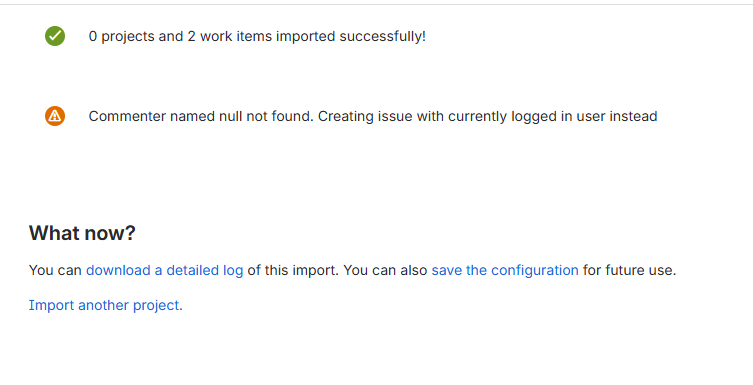 0 projects and 2 work items imported successfully!
Commenter named null not found. Creating issue with currently logged in user instead
What now?
You can download a detailed log of this import. You can also save the configuration for future use.
Import another project.